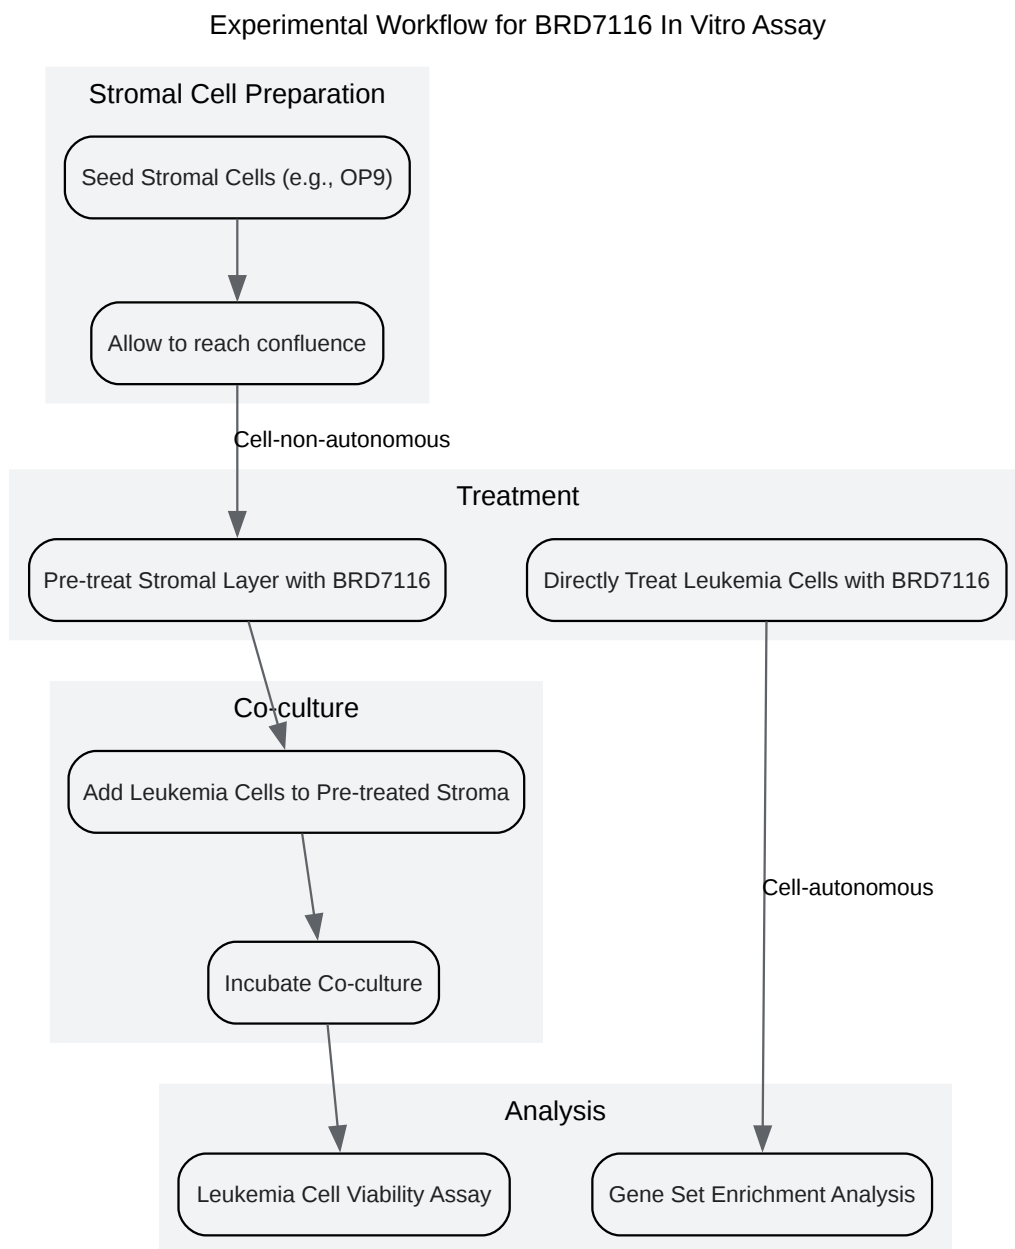 Experimental Workflow for BRD7116 In Vitro Assay
Stromal Cell Preparation
Seed Stromal Cells (e.g., OP9)
Allow to reach confluence
Cell-non-autonomous
Treatment
Pre-treat Stromal Layer with BRD7116
Directly Treat Leukemia Cells with BRD7116
Co-culture
Add Leukemia Cells to Pre-treated Stroma
Cell-autonomous
Incubate Co-culture
Analysis
Leukemia Cell Viability Assay
Gene Set Enrichment Analysis